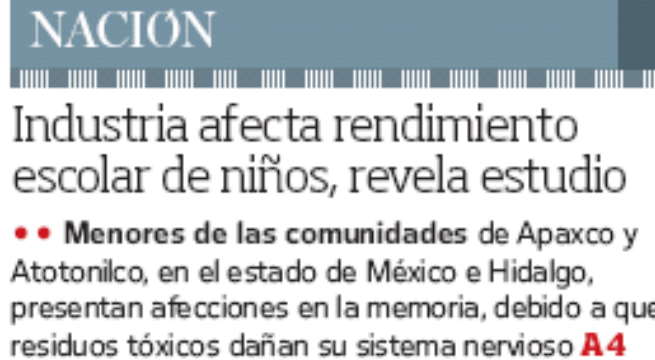 NACIÓN
Industria afecta rendimiento
escolar de niños, revela estudio
•• Menores de las comunidades de Apaxco y
Atotonilco, en el estado de México e Hidalgo,
presentan afecciones en la memoria, debido a que
residuos tóxicos dañan su sistema nervioso A4